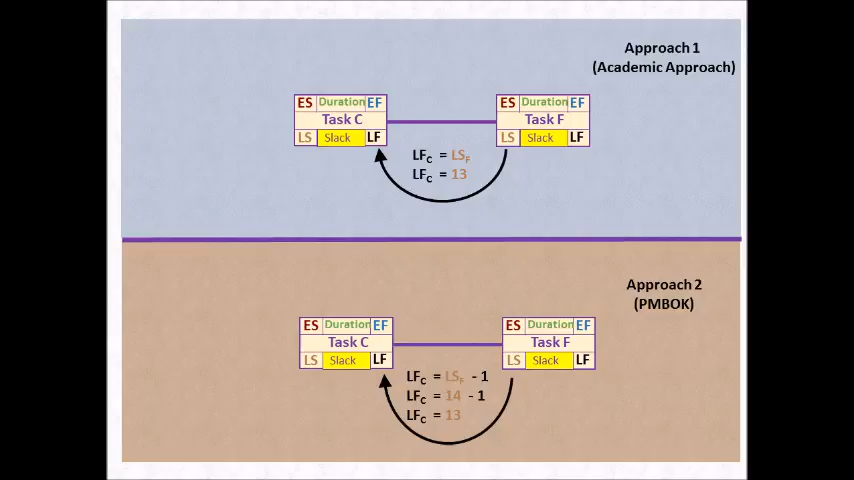 Approach 1
(Academic Approach)
ES Duration EF
Task C
LS Slack LF
ES Duration EF
Task F
LS Slack LF
LFC = LSF
LFC = 13
Approach 2
(PMBOK)
ES Duration EF
Task C
LS Slack LF
ES Duration EF
Task F
LS Slack LF
LFC = LSF - 1
LFC = 14 - 1
LFC = 13